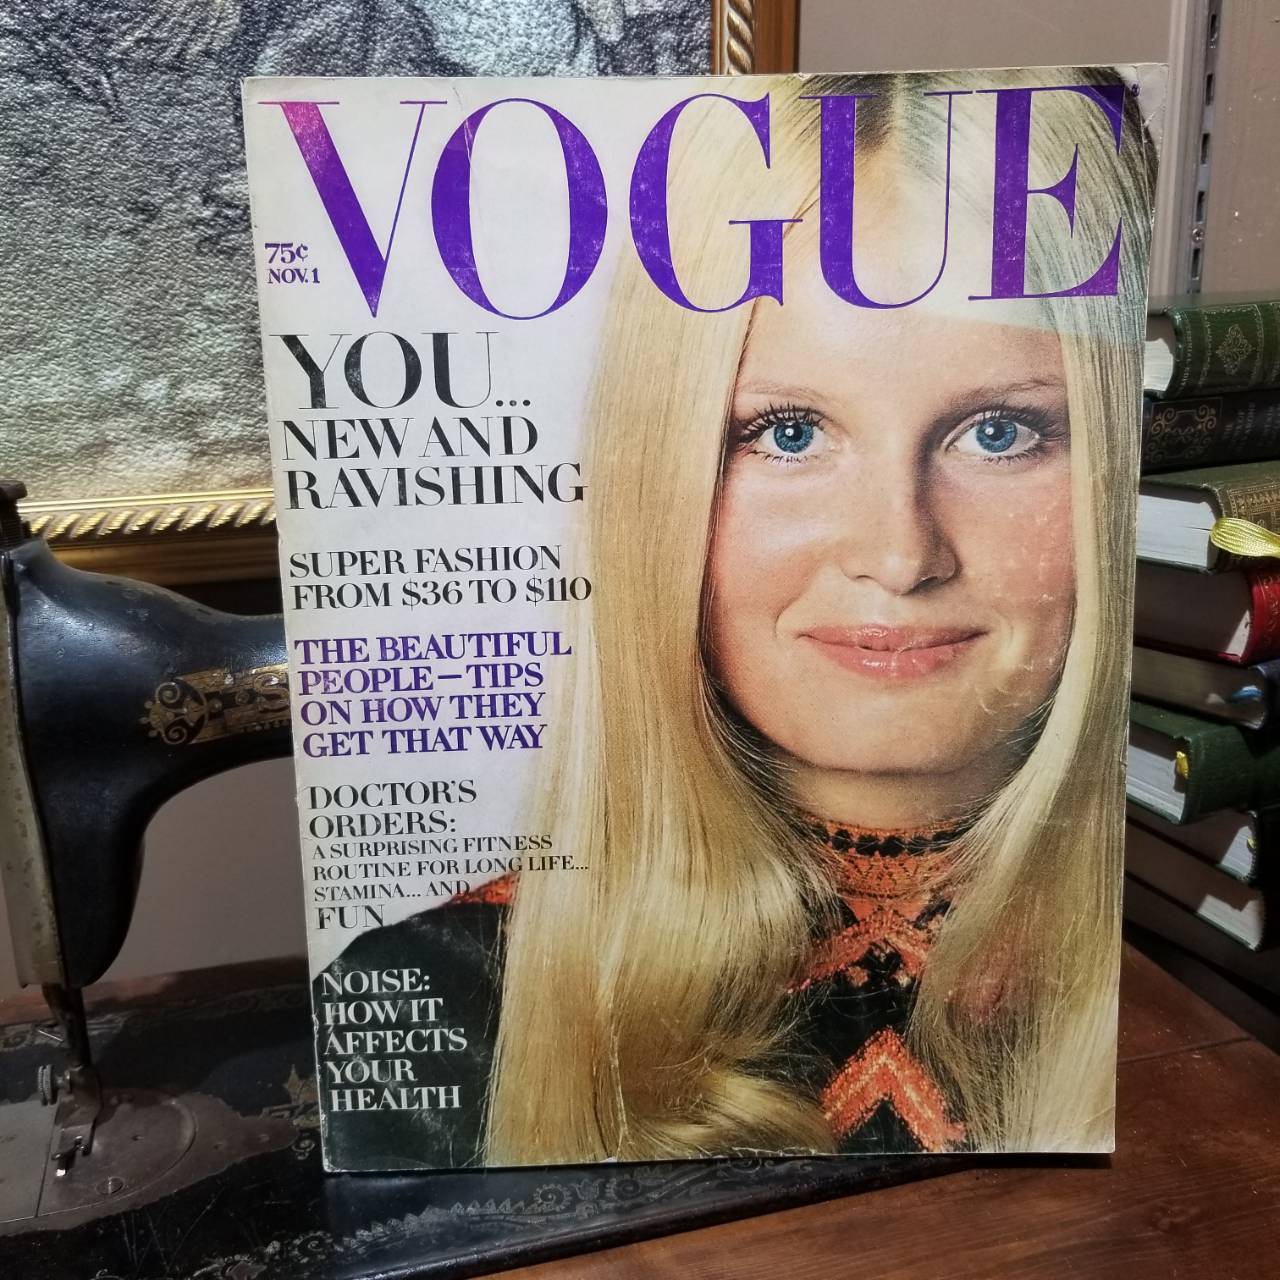 VOGUE
75¢
NOV. 1
YOU...
NEW AND
RAVISHING
SUPER FASHION
FROM $36 TO $110
THE BEAUTIFUL
PEOPLE—TIPS
ON HOW THEY
GET THAT WAY
DOCTOR'S
ORDERS:
A SURPRISING FITNESS
ROUTINE FOR LONG LIFE...
STAMINA... AND
FUN
NOISE:
HOW IT
AFFECTS
YOUR
HEALTH